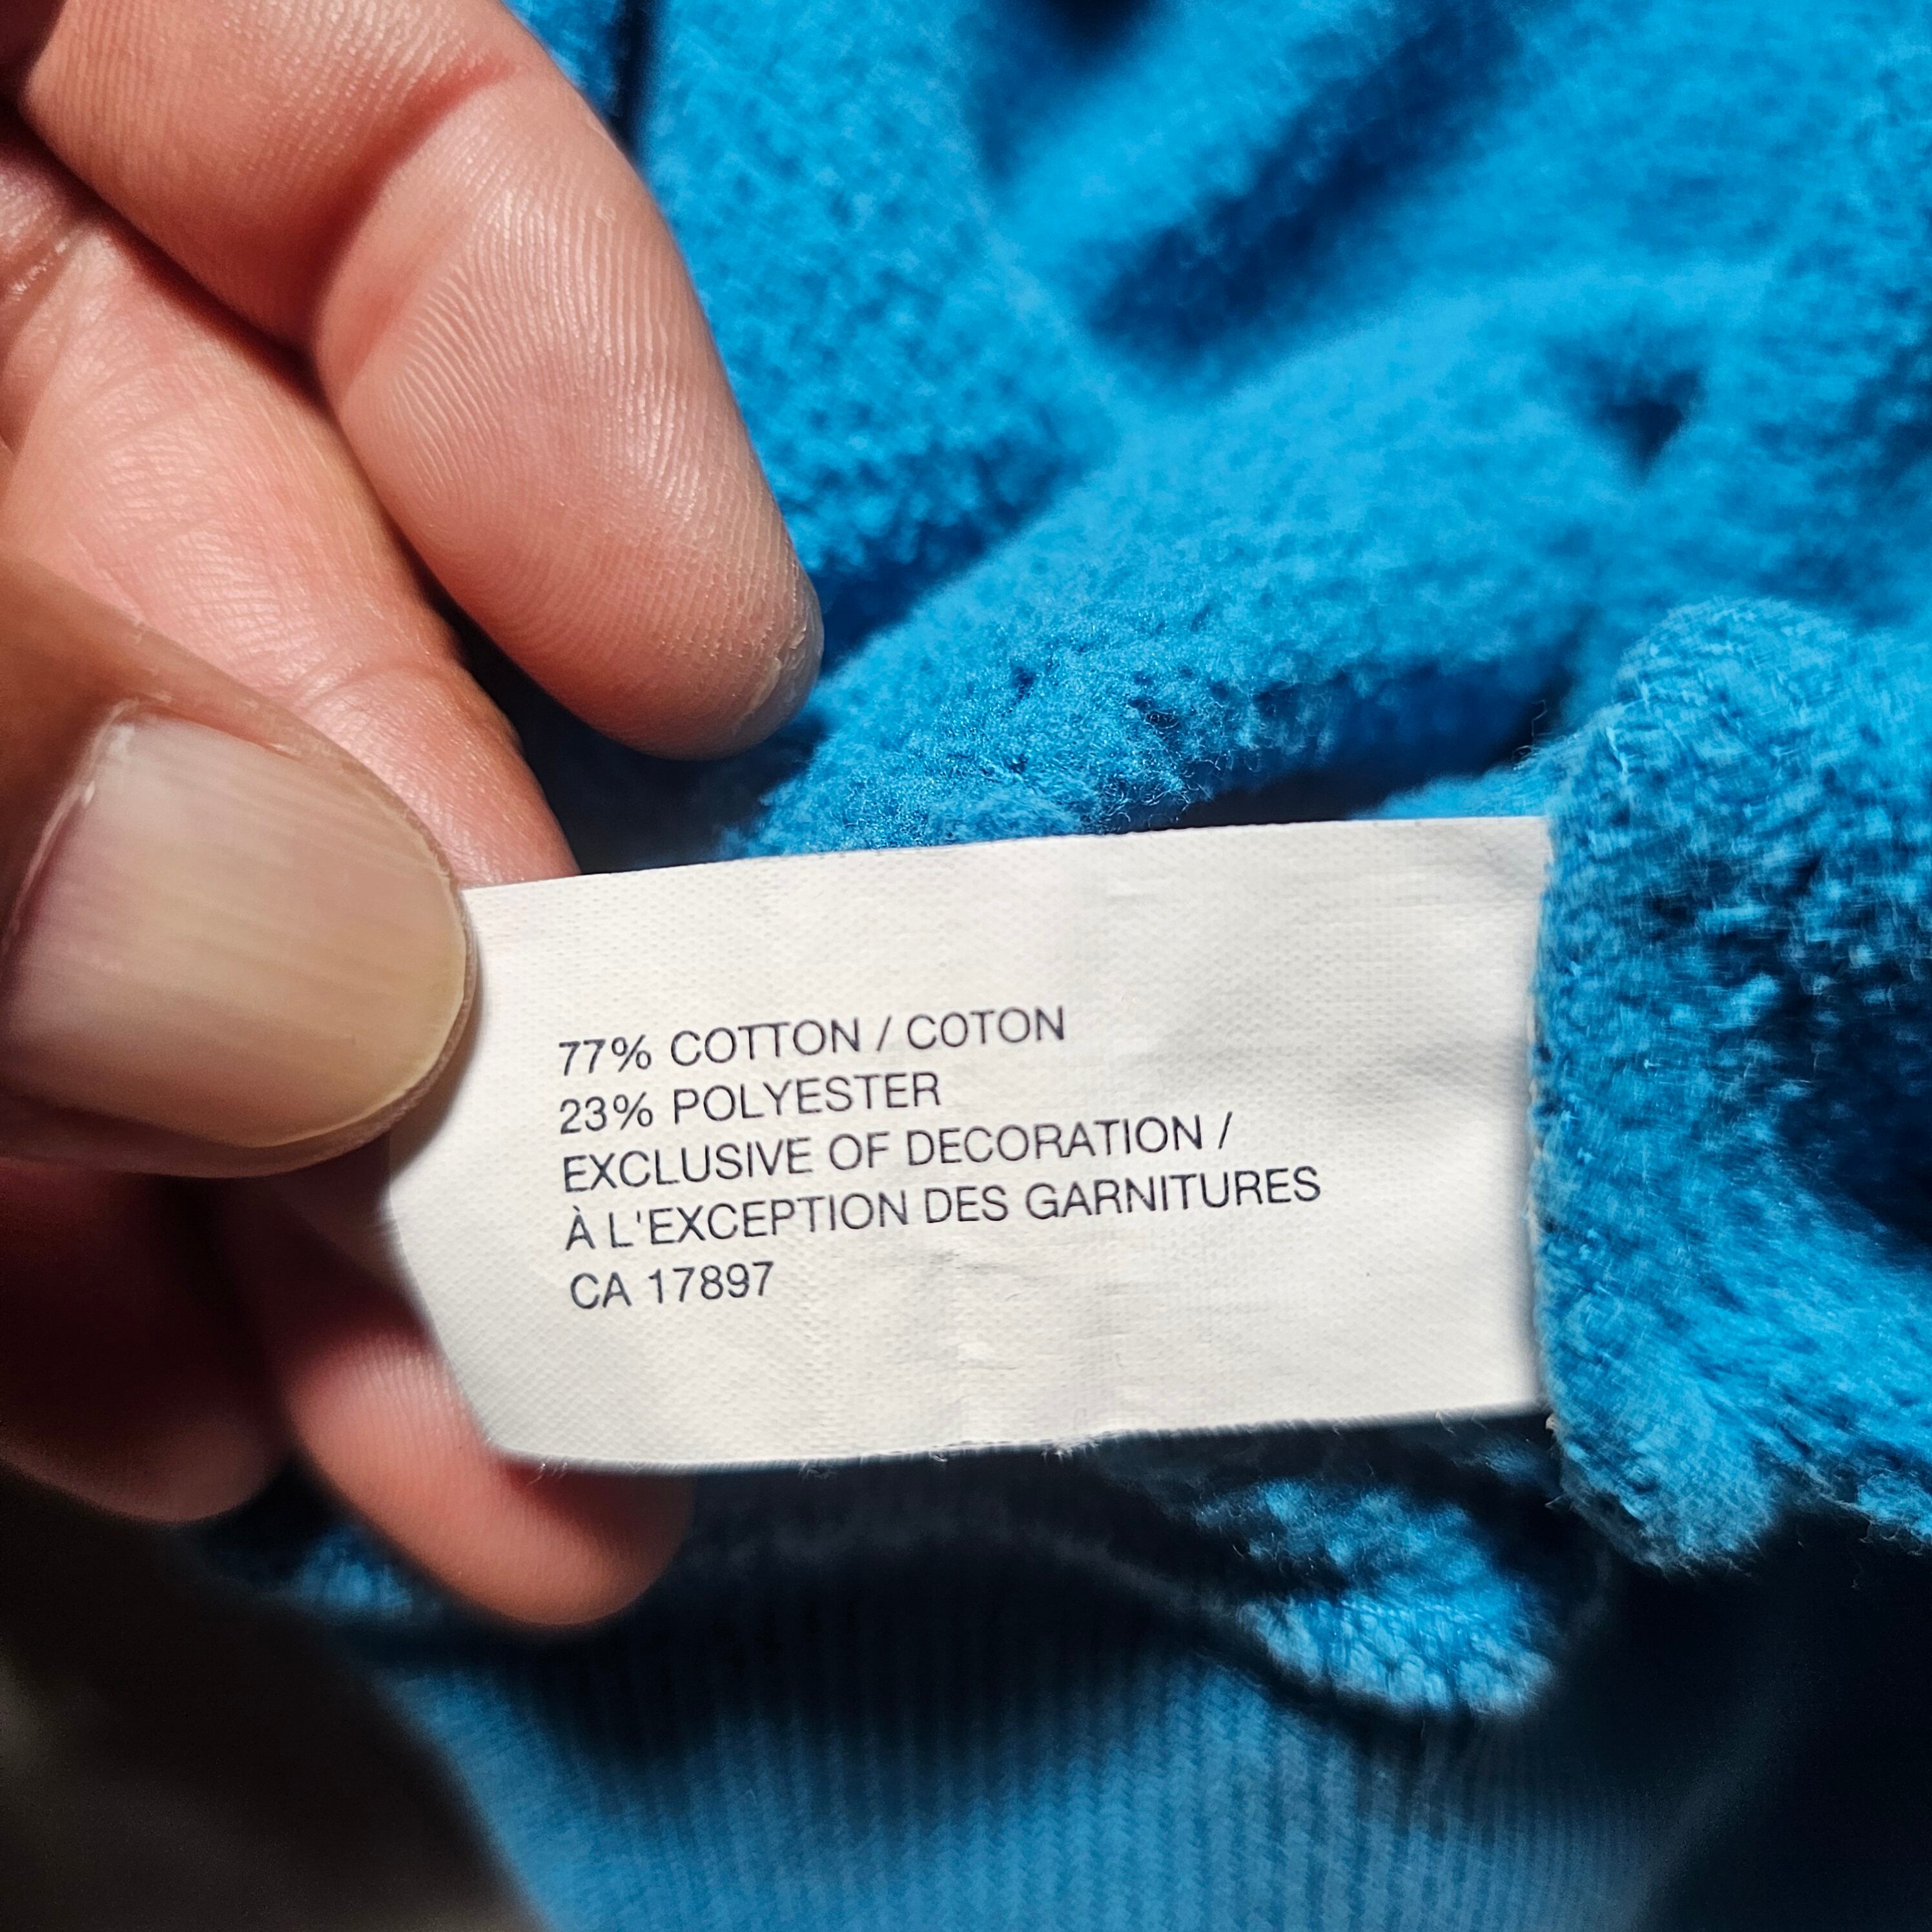 77% COTTON / COTON
23% POLYESTER
EXCLUSIVE OF DECORATION /
À L'EXCEPTION DES GARNITURES
CA 17897